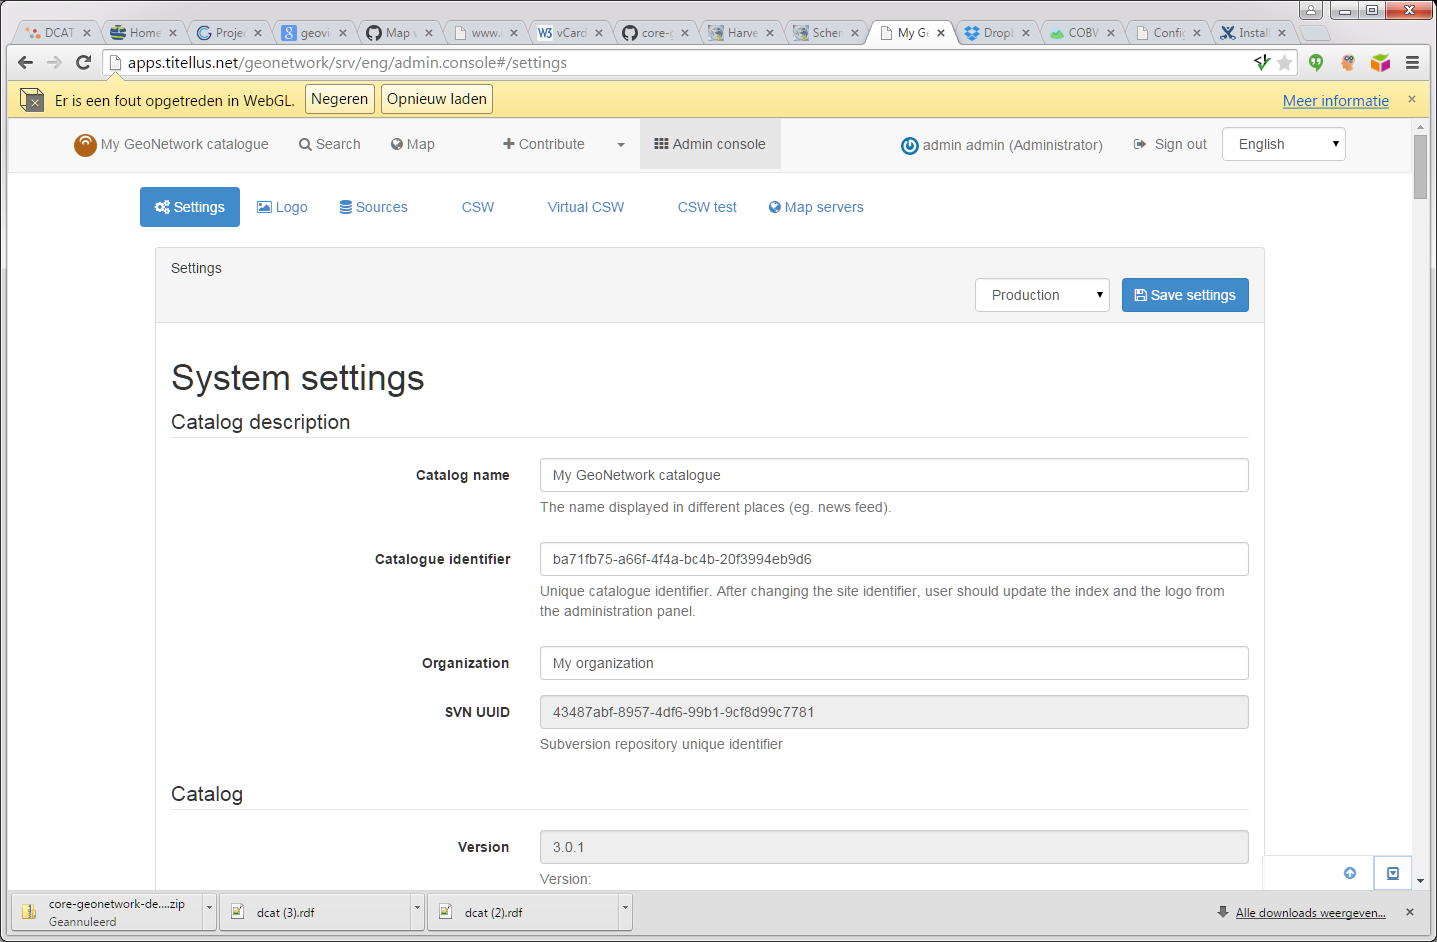 DCAT
Home
Projec
geovi
Map v
www.r
W3 vCard
core-g
Harve
Scher
My Ge
Dropl
COBV
Config
Install
apps.titellus.net/geonetwork/srv/eng/admin.console#/settings
Er is een fout opgetreden in WebGL. Negeren Opnieuw laden Meer informatie
My GeoNetwork catalogue Search Map Contribute Admin console admin admin (Administrator) Sign out English
Settings Logo Sources CSW Virtual CSW CSW test Map servers
Settings
Production Save settings
System settings
Catalog description
Catalog name My GeoNetwork catalogue
The name displayed in different places (eg. news feed).
Catalogue identifier ba71fb75-a66f-4f4a-bc4b-20f3994eb9d6
Unique catalogue identifier. After changing the site identifier, user should update the index and the logo from
the administration panel.
Organization My organization
SVN UUID 43487abf-8957-4df6-99b1-9cf8d99c7781
Subversion repository unique identifier
Catalog
Version 3.0.1
Version:
core-geonetwork-de....zip
Geannuleerd
dcat (3).rdf
dcat (2).rdf
Alle downloads weergeven...